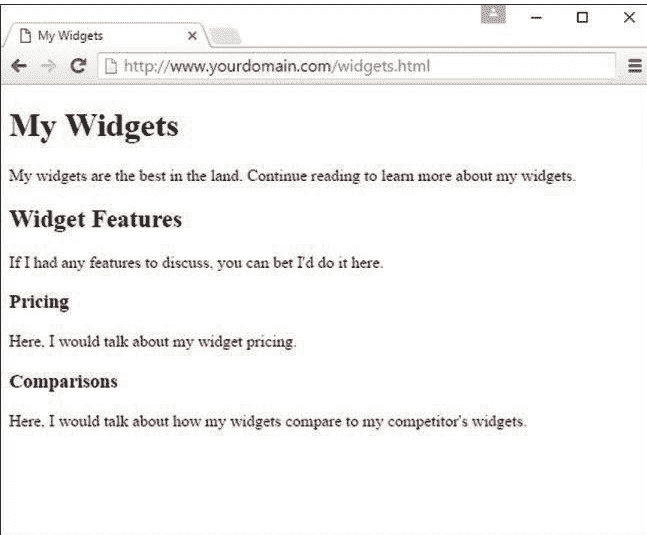 My Widgets
http://www.yourdomain.com/widgets.html
My Widgets
My widgets are the best in the land. Continue reading to learn more about my widgets.
Widget Features
If I had any features to discuss, you can bet I'd do it here.
Pricing
Here, I would talk about my widget pricing.
Comparisons
Here, I would talk about how my widgets compare to my competitor's widgets.